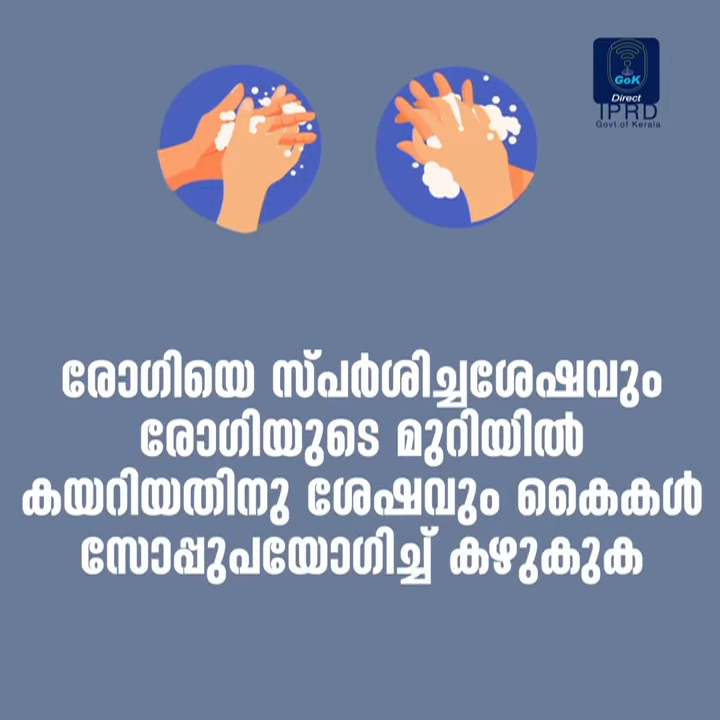 GoK
Direct
IPRD
Govt.of Kerala
രോഗിയെ സ്പർശിച്ചശേഷവും
രോഗിയുടെ മുറിയിൽ
കയറിയതിനു ശേഷവും കൈകൾ
സോപ്പുപയോഗിച്ച് കഴുകുക